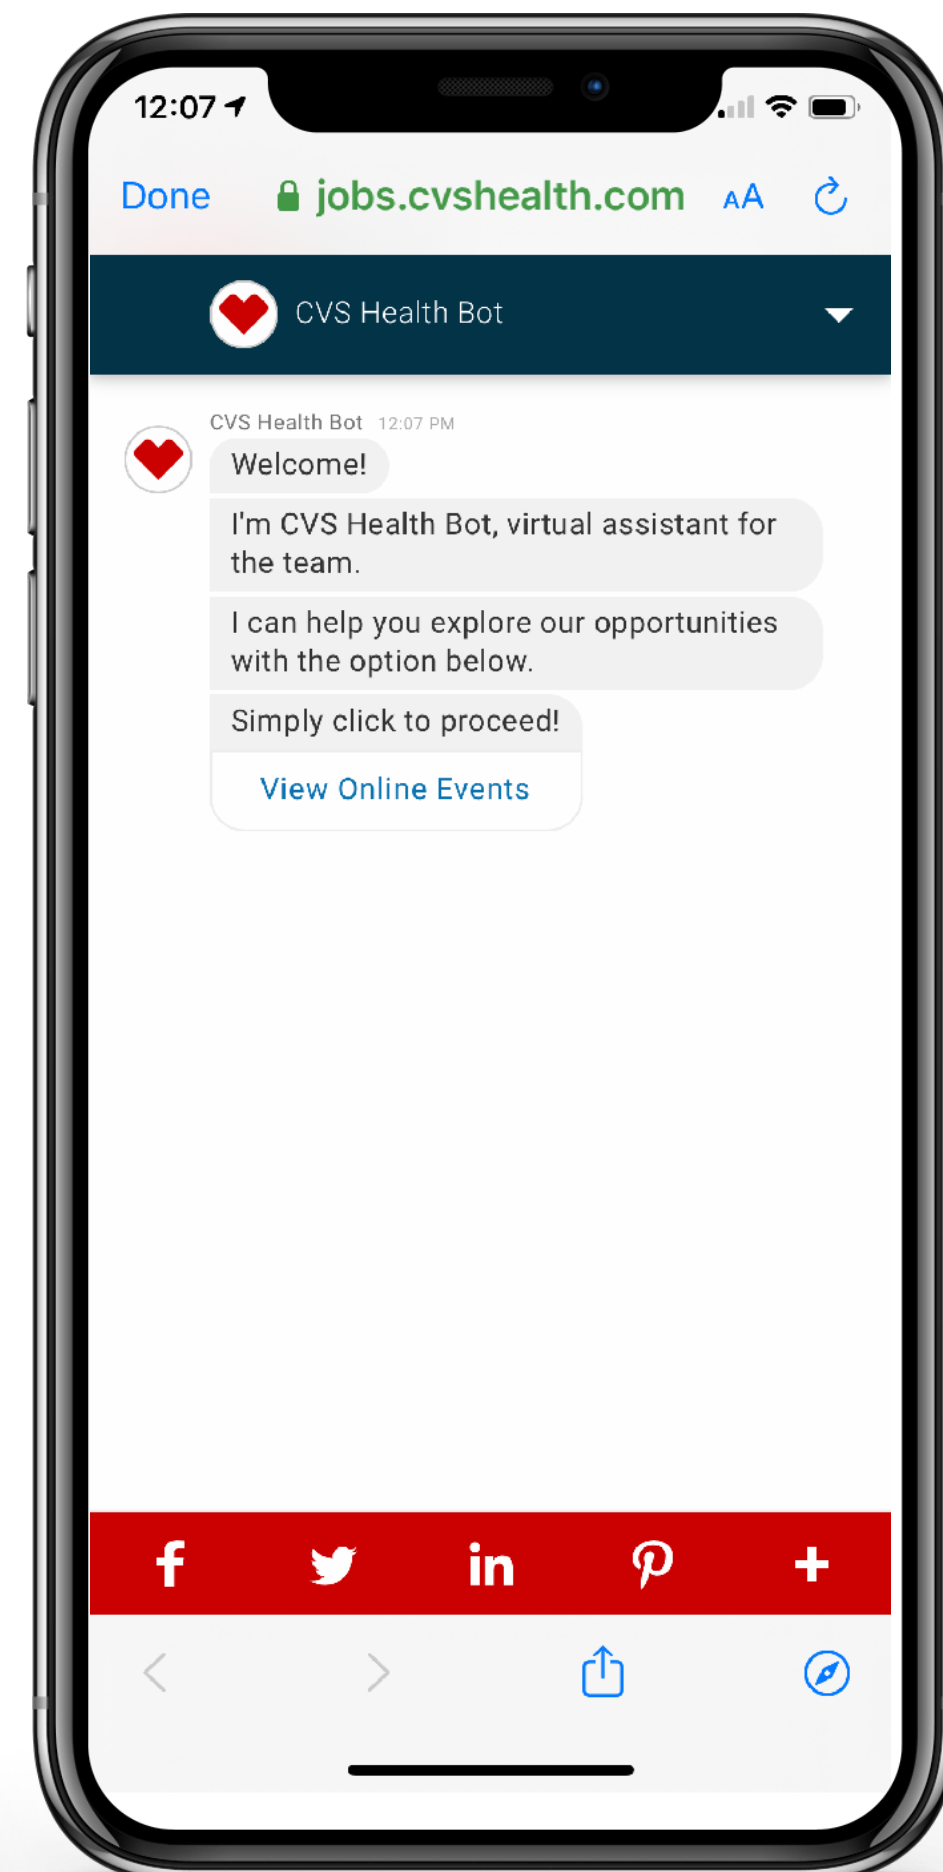 12:07
Done jobs.cvshealth.com AA
CVS Health Bot
CVS Health Bot 12:07 PM
Welcome!
I'm CVS Health Bot, virtual assistant for
the team.
I can help you explore our opportunities
with the option below.
Simply click to proceed!
View Online Events